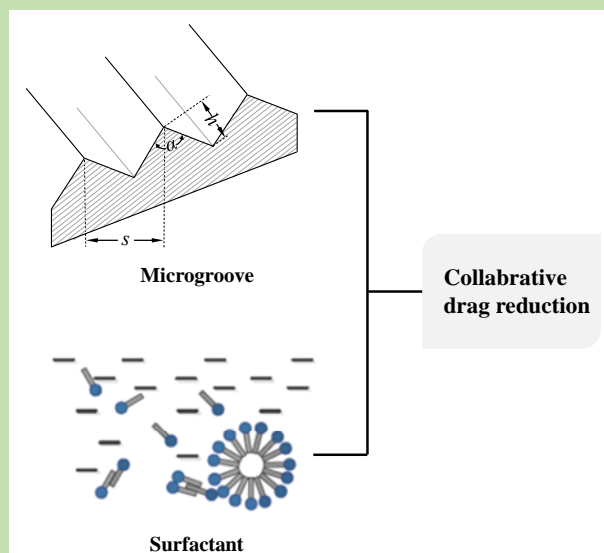 h
α
s
Microgroove
Collabrative
drag reduction
Surfactant